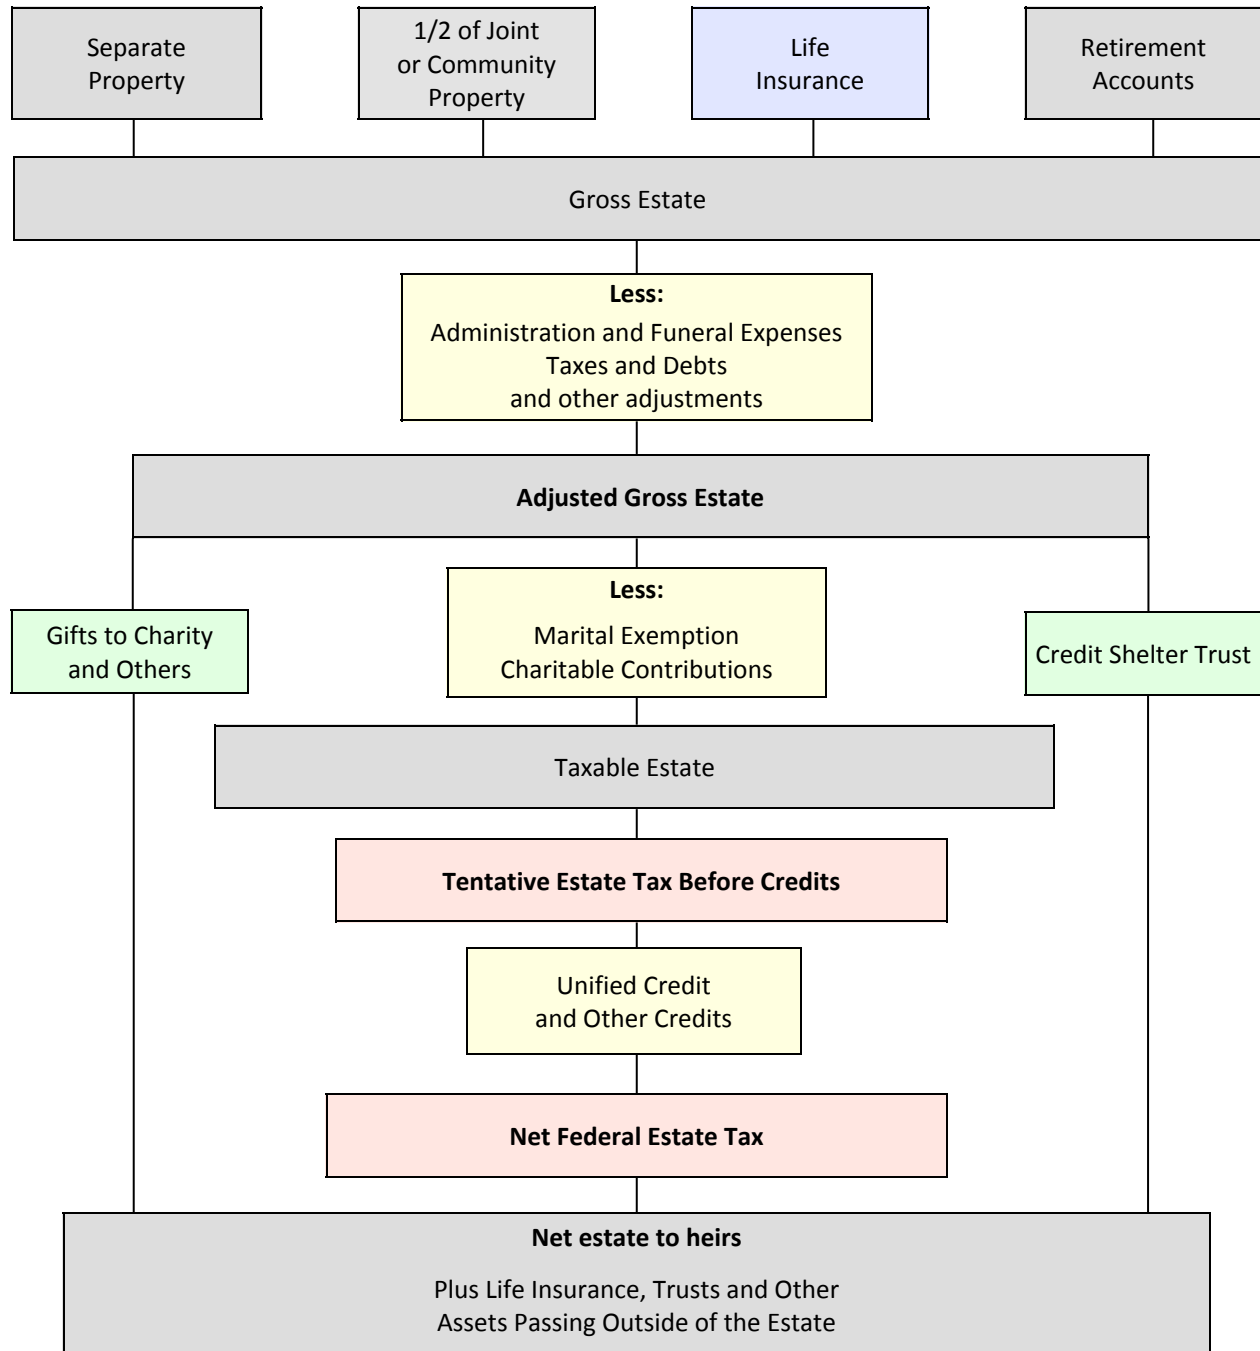 Separate
Property
1/2 of Joint
or Community
Property
Life
Insurance
Retirement
Accounts
Gross Estate
Less:
Administration and Funeral Expenses
Taxes and Debts
and other adjustments
Adjusted Gross Estate
Gifts to Charity
and Others
Less:
Marital Exemption
Charitable Contributions
Credit Shelter Trust
Taxable Estate
Tentative Estate Tax Before Credits
Unified Credit
and Other Credits
Net Federal Estate Tax
Net estate to heirs
Plus Life Insurance, Trusts and Other
Assets Passing Outside of the Estate